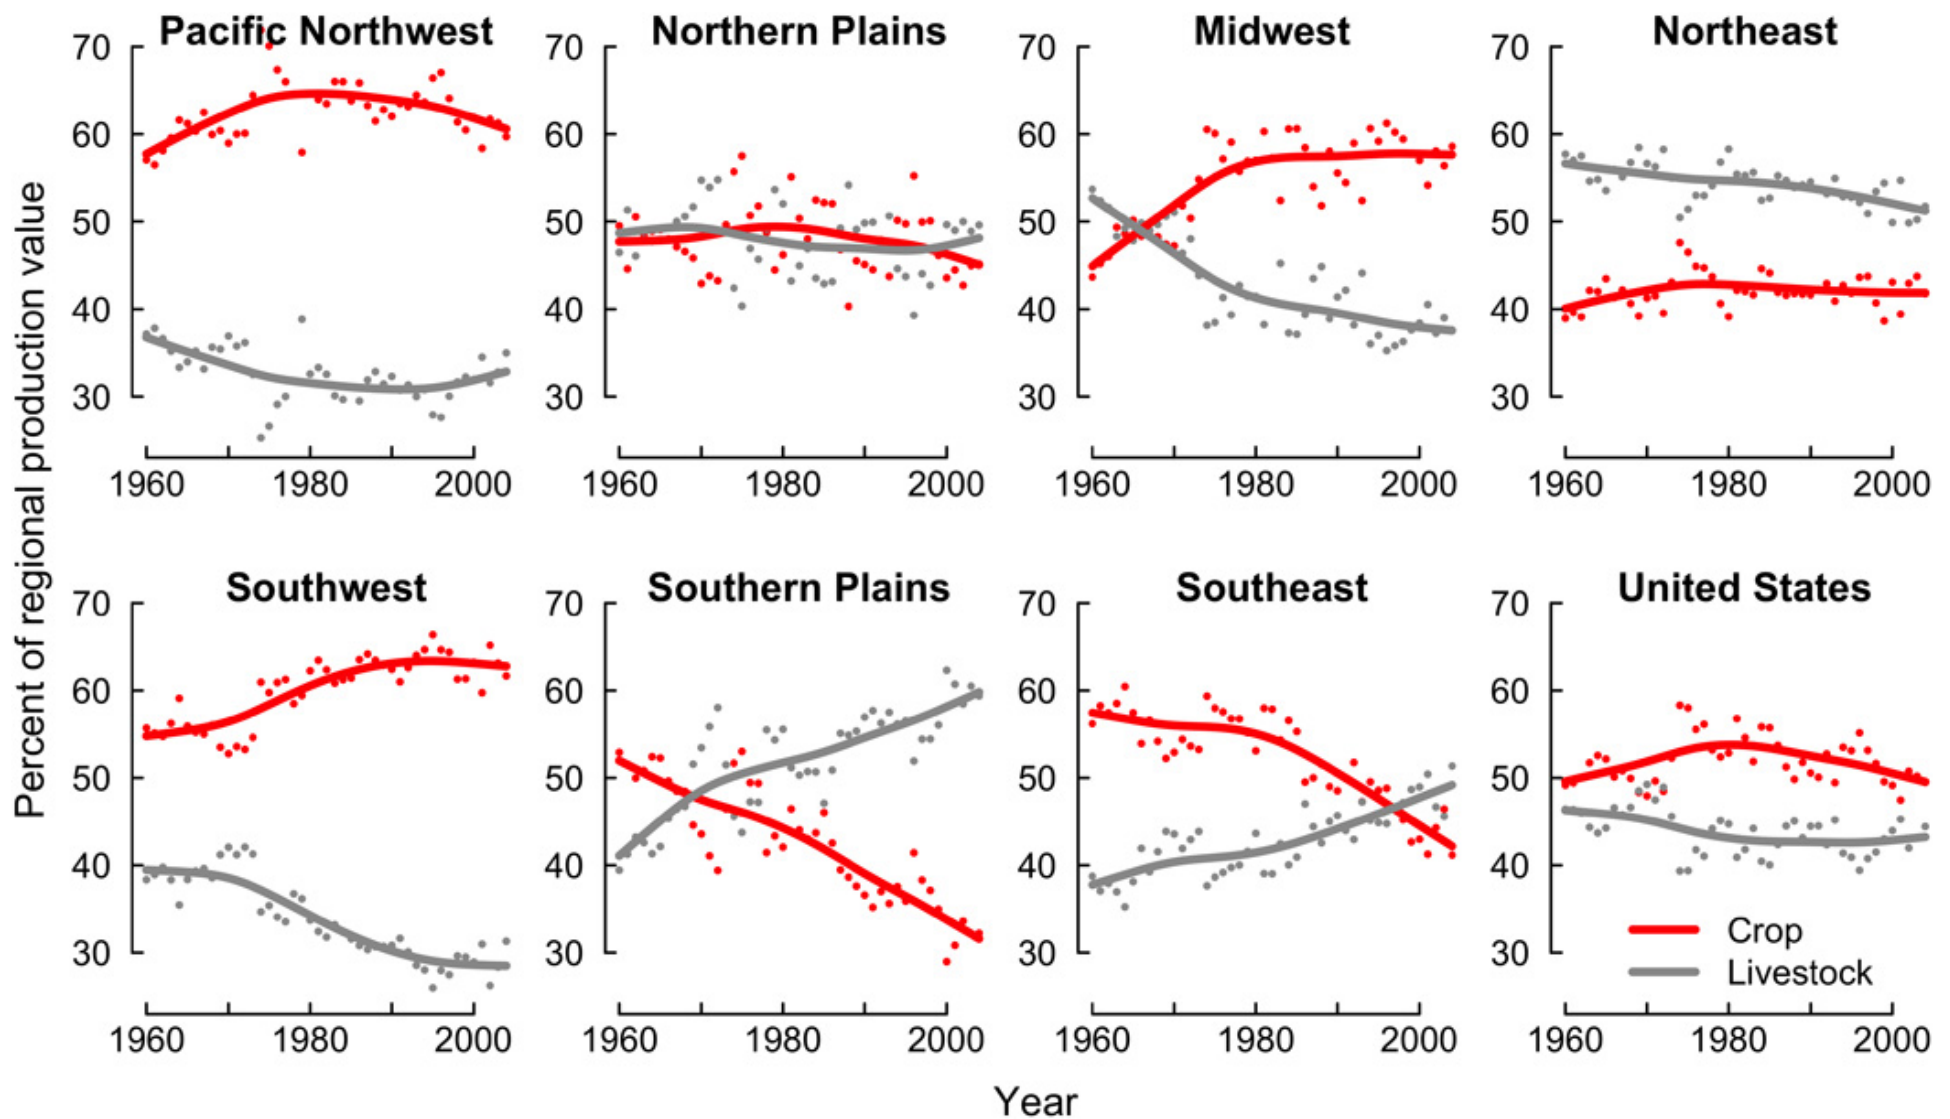 Percent of regional production value
Pacific Northwest
70
60
50
40
30
1960 1980 2000
Northern Plains
70
60
50
40
30
1960 1980 2000
Midwest
70
60
50
40
30
1960 1980 2000
Northeast
70
60
50
40
30
1960 1980 2000
Southwest
70
60
50
40
30
1960 1980 2000
Southern Plains
70
60
50
40
30
1960 1980 2000
Southeast
70
60
50
40
30
1960 1980 2000
United States
70
60
50
40
30
Crop
Livestock
1960 1980 2000
Year